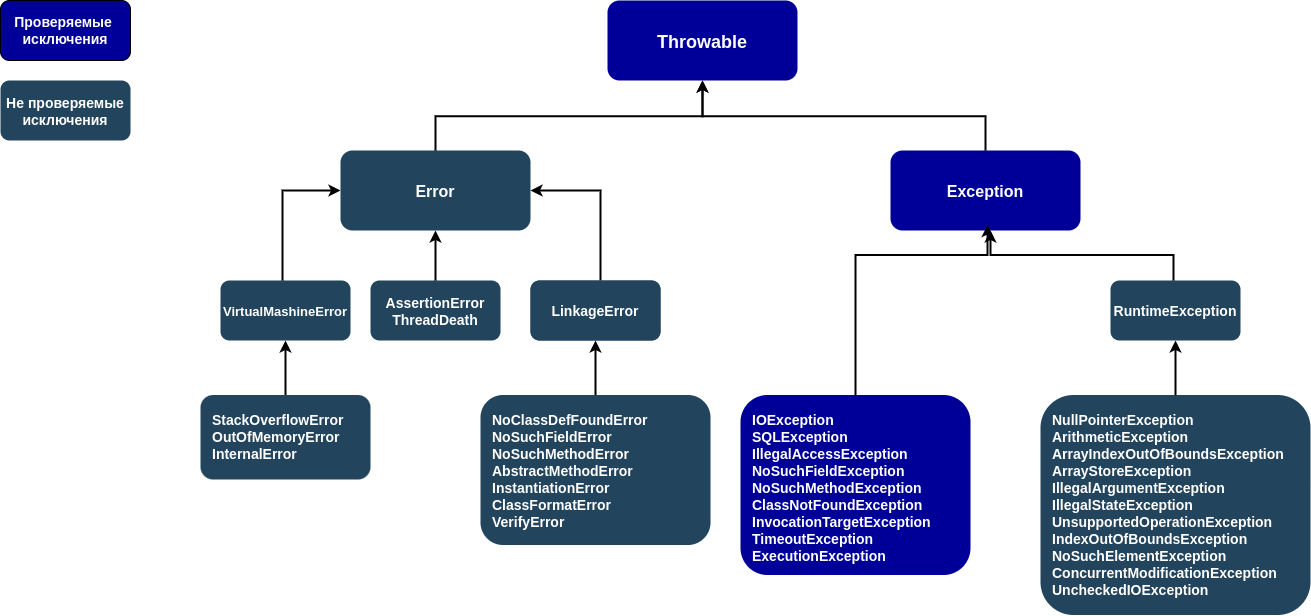 Проверяемые
исключения
Не проверяемые
исключения
Throwable
Error
Exception
VirtualMashineError
AssertionError
ThreadDeath
LinkageError
RuntimeException
StackOverflowError
OutOfMemoryError
InternalError
NoClassDefFoundError
NoSuchFieldError
NoSuchMethodError
AbstractMethodError
InstantiationError
ClassFormatError
VerifyError
IOException
SQLException
IllegalAccessException
NoSuchFieldException
NoSuchMethodException
ClassNotFoundException
InvocationTargetException
TimeoutException
ExecutionException
NullPointerException
ArithmeticException
ArrayIndexOutOfBoundsException
ArrayStoreException
IllegalArgumentException
IllegalStateException
UnsupportedOperationException
IndexOutOfBoundsException
NoSuchElementException
ConcurrentModificationException
UncheckedIOException